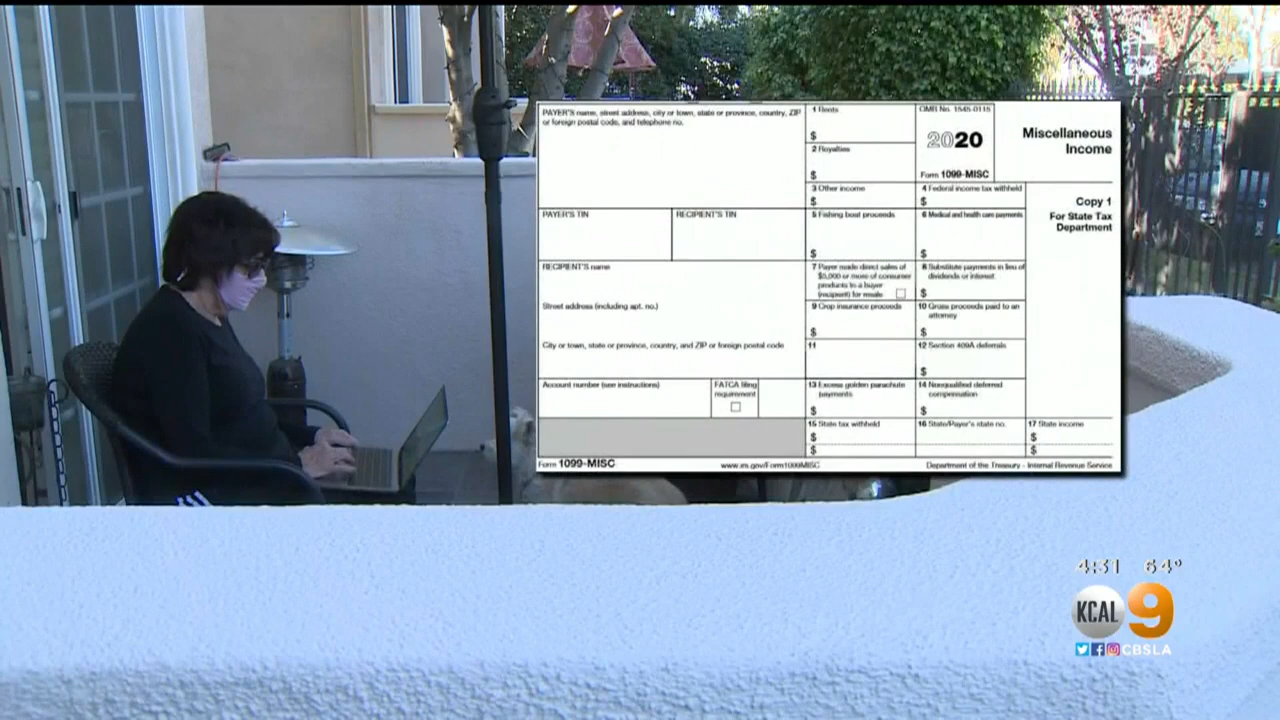 PAYER'S name, street address, city or town, state or province, country, ZIP
or foreign postal code, and telephone no.
1 Rents
$
OMB No. 1545-0115
2020
Form 1099-MISC
Miscellaneous
Income
2 Royalties
$
3 Other income
$
4 Federal income tax withheld
$
Copy 1
For State Tax
Department
PAYER'S TIN
RECIPIENT'S TIN
5 Fishing boat proceeds
$
6 Medical and health care payments
$
RECIPIENT'S name
7 Payer made direct sales of
$5,000 or more of consumer
products to a buyer
(recipient) for resale
8 Substitute payments in lieu of
dividends or interest
$
Street address (including apt. no.)
9 Crop insurance proceeds
$
10 Gross proceeds paid to an
attorney
$
City or town, state or province, country, and ZIP or foreign postal code
11
12 Section 409A deferrals
$
Account number (see instructions)
FATCA filing
requirement
13 Excess golden parachute
payments
$
14 Nonqualified deferred
compensation
$
15 State tax withheld
$
$
16 State/Payer's state no.
17 State income
$
$
Form 1099-MISC
www.irs.gov/Form1099MISC
Department of the Treasury - Internal Revenue Service
4:31 64°
KCAL 9
CBSLA